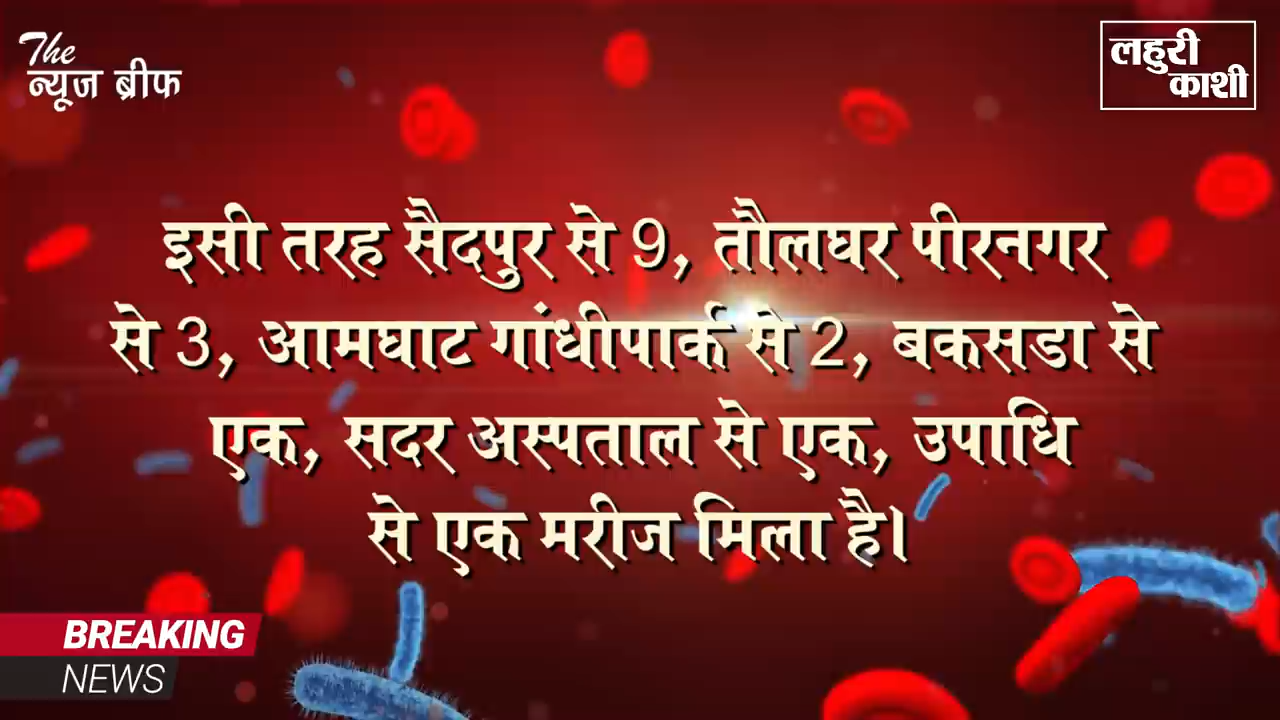 The
न्यूज ब्रीफ
लहुरी
काशी
इसी तरह सैदपुर से 9, तौलघर पीरनगर
से 3, आमघाट गांधीपार्क से 2, बकसडा से
एक, सदर अस्पताल से एक, उपाधि
से एक मरीज मिला है।
BREAKING
NEWS